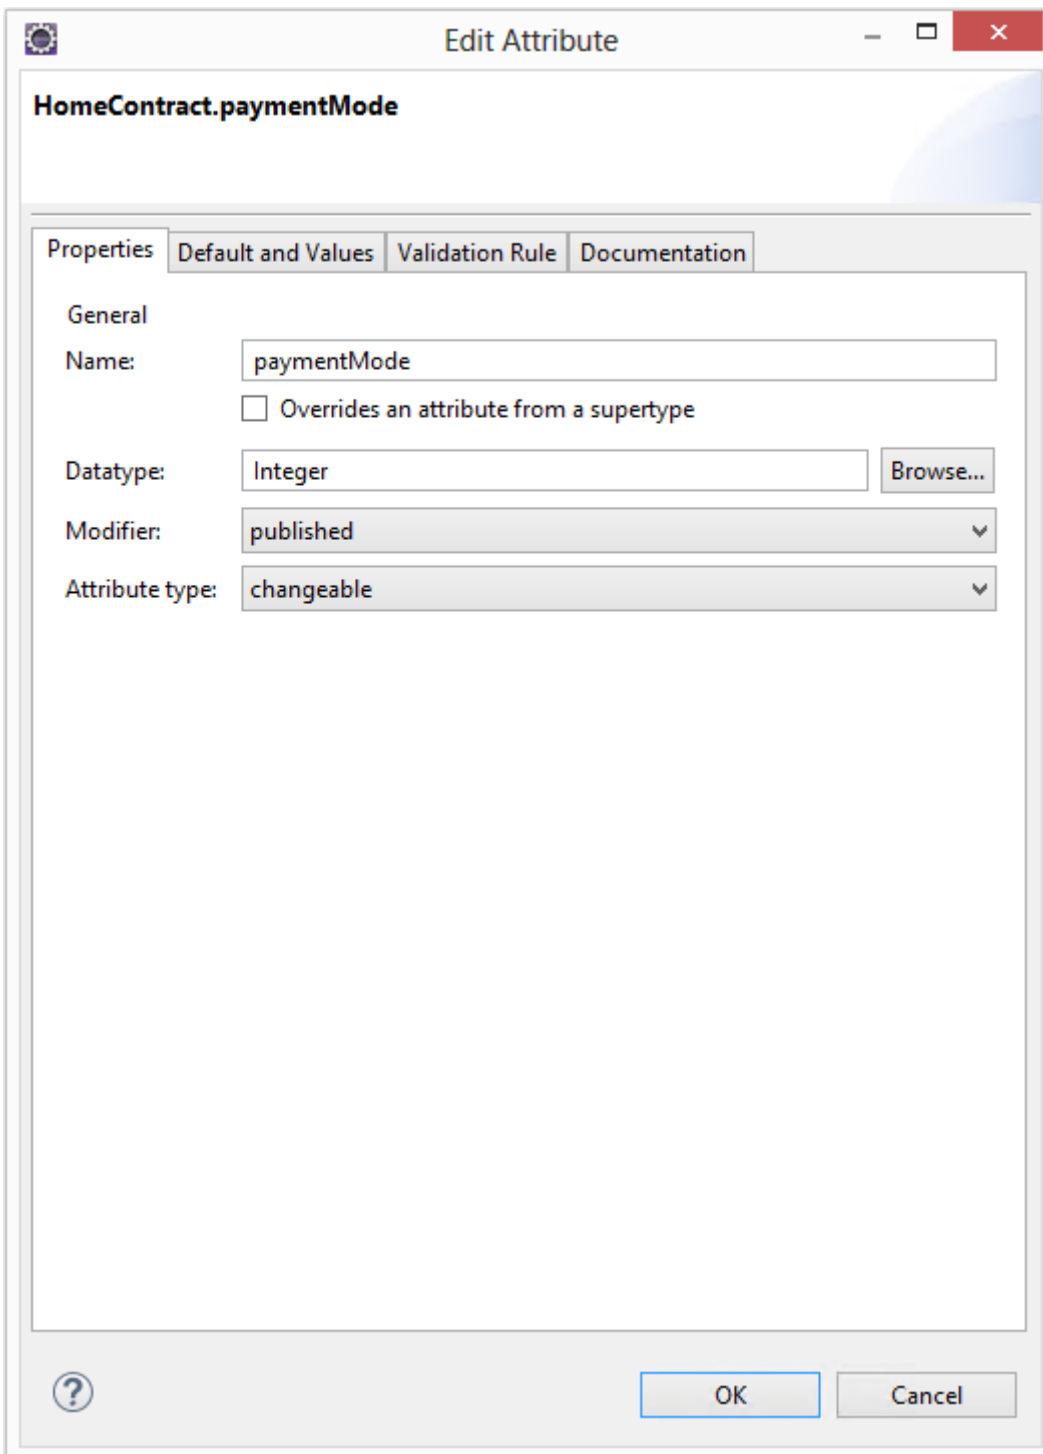 Edit Attribute
HomeContract.paymentMode
Properties Default and Values Validation Rule Documentation
General
Name: paymentMode
Overrides an attribute from a supertype
Datatype: Integer Browse...
Modifier: published
Attribute type: changeable
? OK Cancel